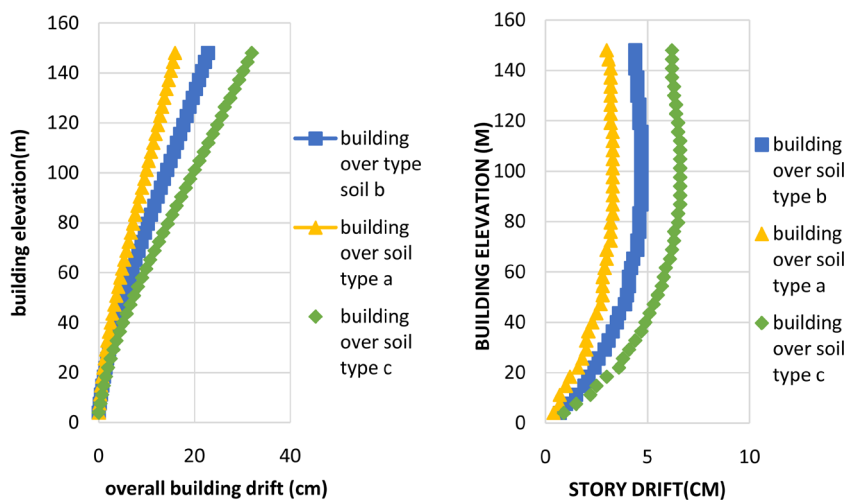 160
140
120
100
80
60
40
20
0
building elevation(m)
0
20
40
overall building drift (cm)
building
over type
soil b
building
over soil
type a
building
over soil
type c
160
140
120
100
80
60
40
20
0
BUILDING ELEVATION (M)
0
5
10
STORY DRIFT(CM)
building
over soil
type b
building
over soil
type a
building
over soil
type c